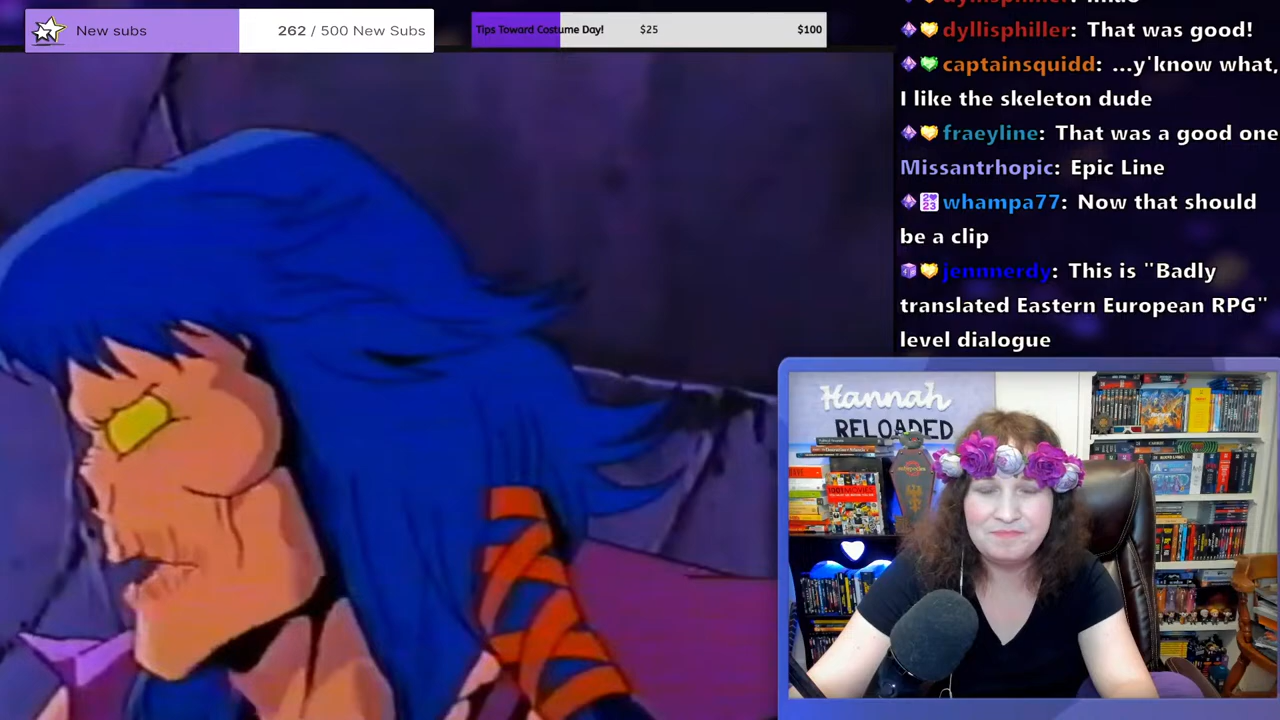 New subs
262 / 500 New Subs
Tips Toward Costume Day!
$25
$100
dyllisphiller: That was good!
captainsquidd: ...y'know what,
I like the skeleton dude
fraeyline: That was a good one
Missantrhopic: Epic Line
whampa77: Now that should
be a clip
jennnerdy: This is "Badly
translated Eastern European RPG"
level dialogue
Hannah
RELOADED